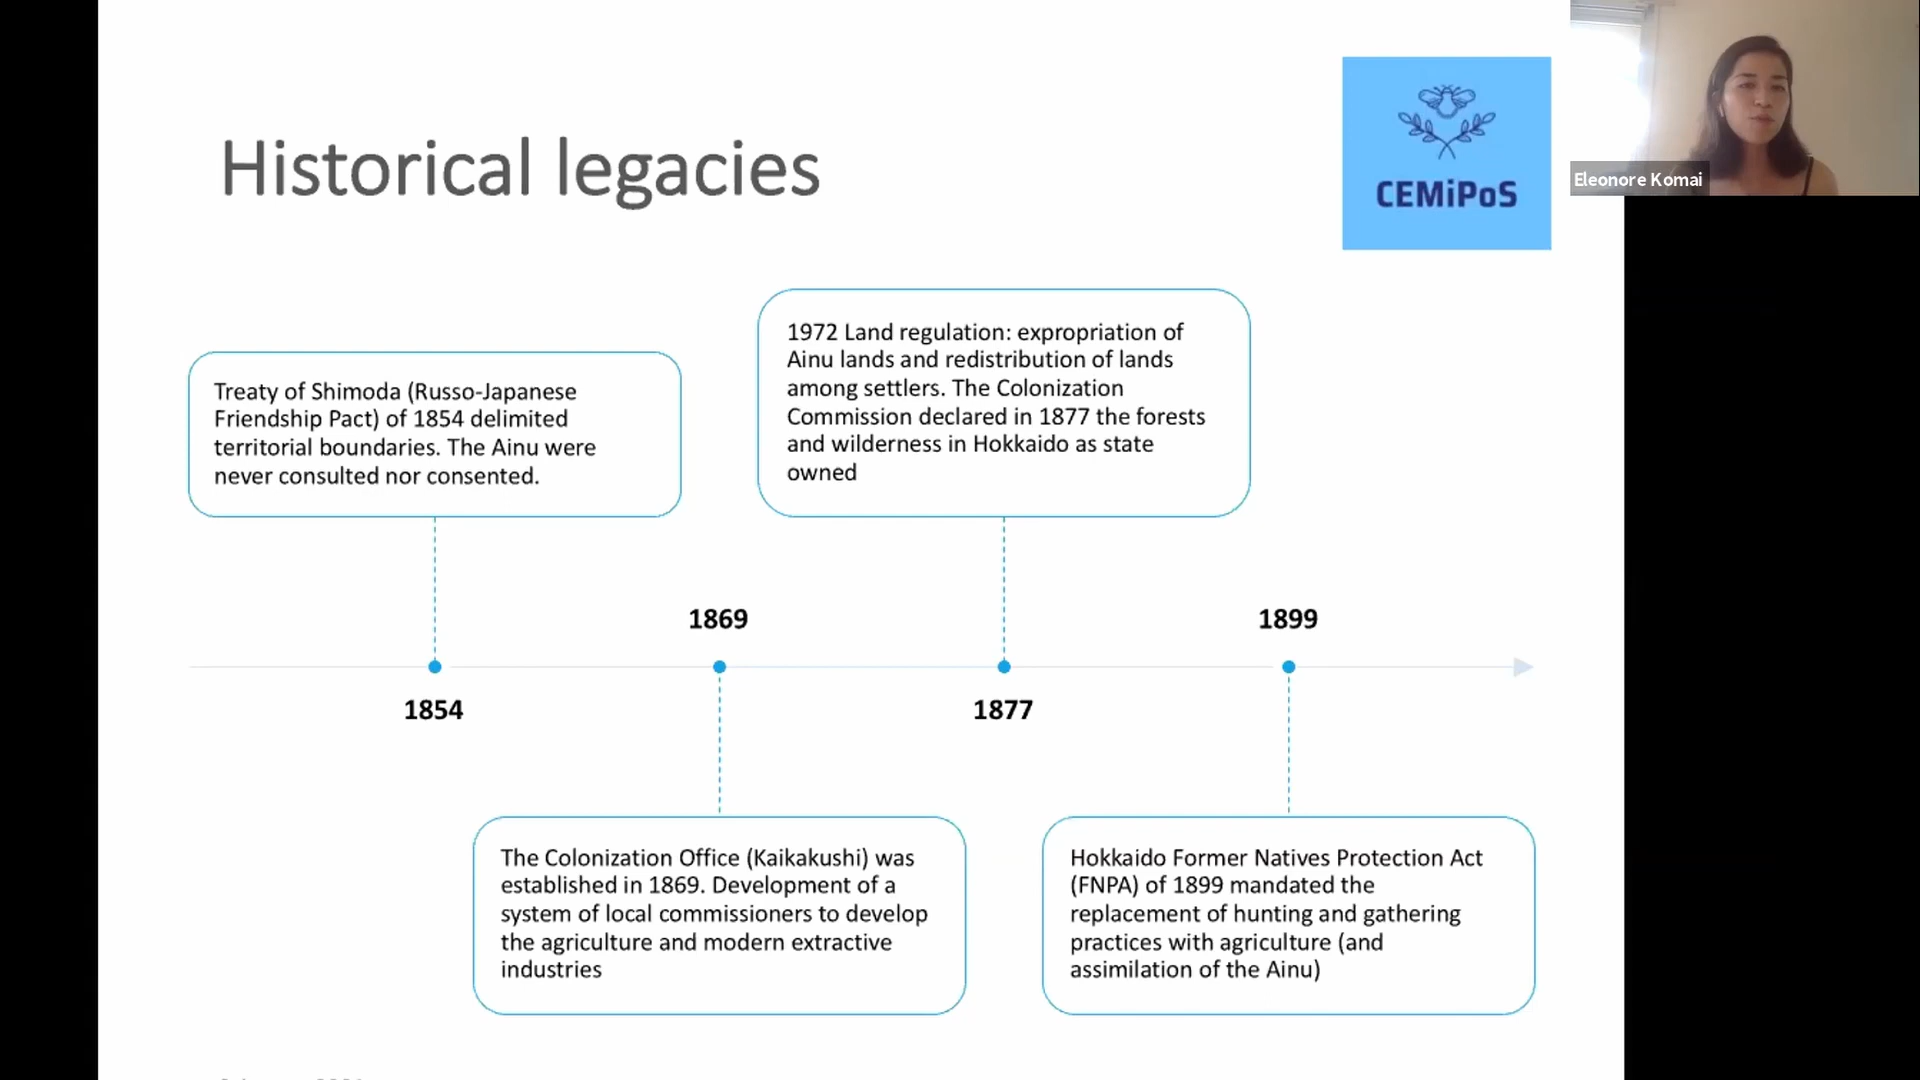 Historical legacies
CEMiPoS
Eleonore Komai
Treaty of Shimoda (Russo-Japanese
Friendship Pact) of 1854 delimited
territorial boundaries. The Ainu were
never consulted nor consented.
1972 Land regulation: expropriation of
Ainu lands and redistribution of lands
among settlers. The Colonization
Commission declared in 1877 the forests
and wilderness in Hokkaido as state
owned
1869
1899
1854
1877
The Colonization Office (Kaikakushi) was
established in 1869. Development of a
system of local commissioners to develop
the agriculture and modern extractive
industries
Hokkaido Former Natives Protection Act
(FNPA) of 1899 mandated the
replacement of hunting and gathering
practices with agriculture (and
assimilation of the Ainu)